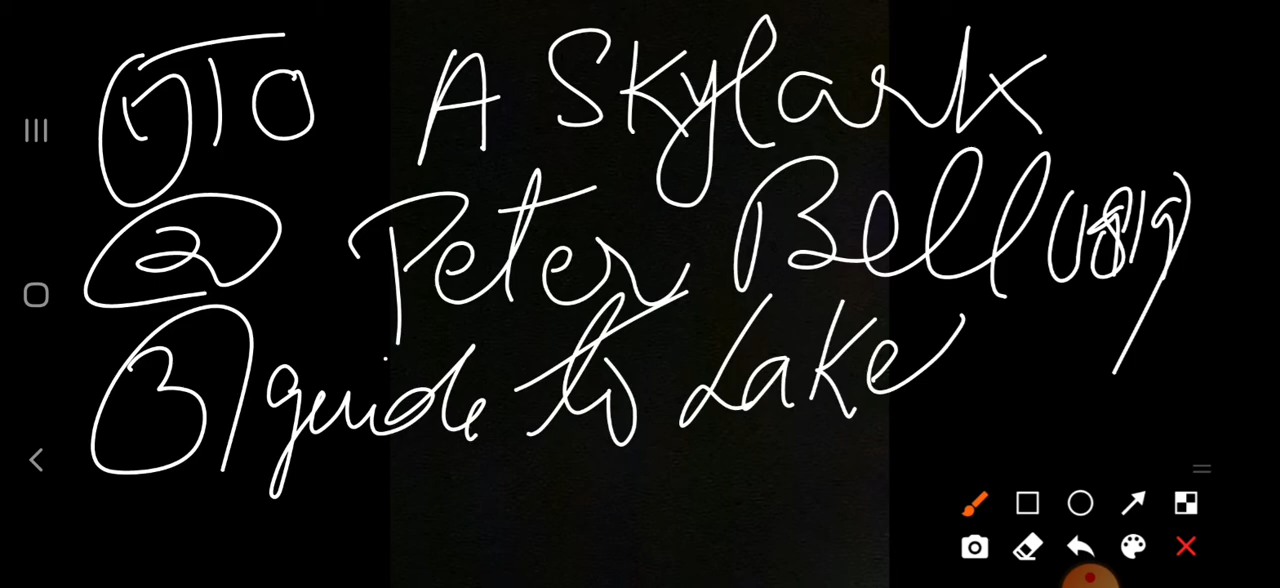 ① To A Skylark
② Peter Bell (1819)
③ guide to Lake